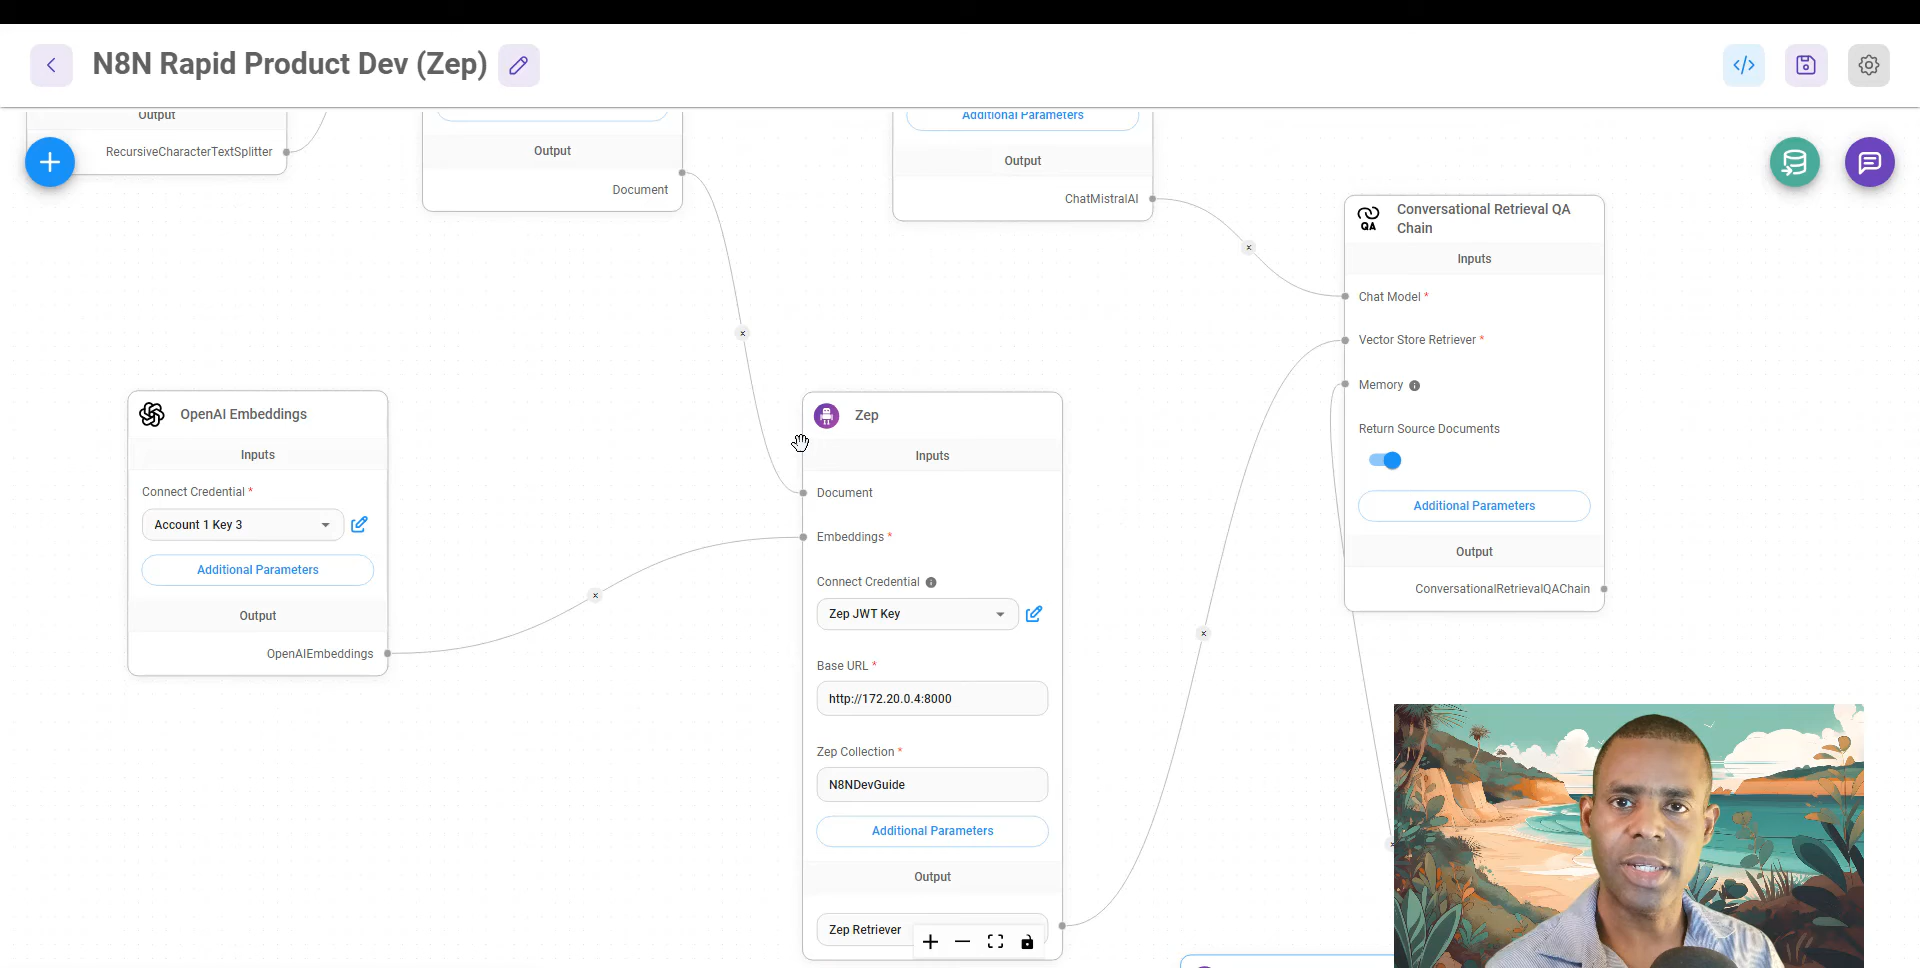 N8N Rapid Product Dev (Zep)
Output
RecursiveCharacterTextSplitter
Output
Document
Additional Parameters
Output
ChatMistralAI
QA
Conversational Retrieval QA
Chain
Inputs
Chat Model *
Vector Store Retriever *
Memory
Return Source Documents
Additional Parameters
Output
ConversationalRetrievalQAChain
OpenAI Embeddings
Inputs
Connect Credential *
Account 1 Key 3
Additional Parameters
Output
OpenAIEmbeddings
Zep
Inputs
Document
Embeddings *
Connect Credential
Zep JWT Key
Base URL *
http://172.20.0.4:8000
Zep Collection *
N8NDevGuide
Additional Parameters
Output
Zep Retriever